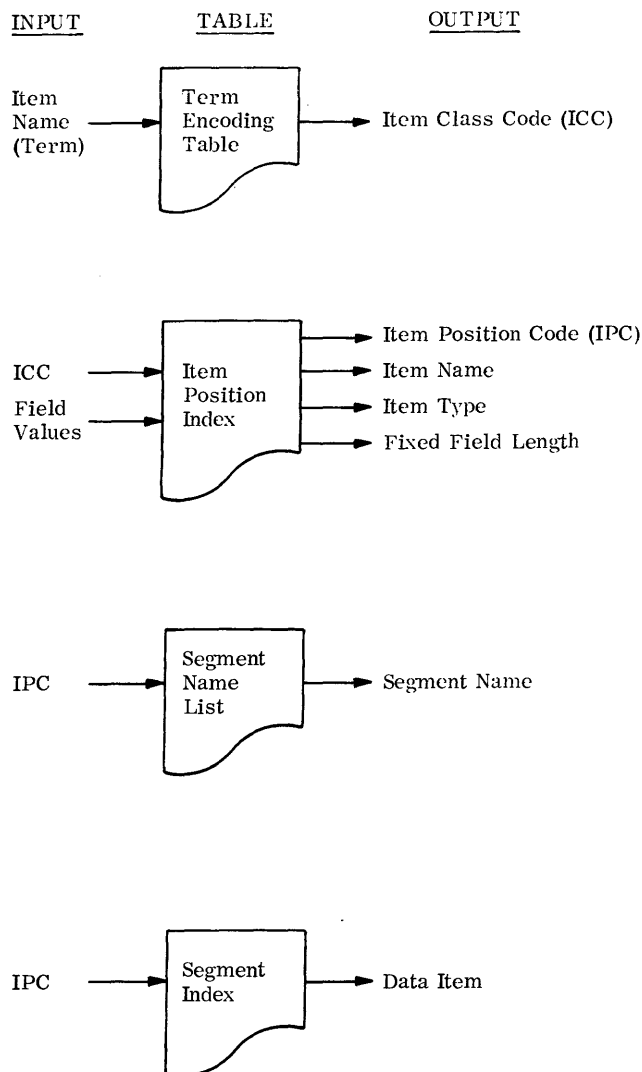 INPUT TABLE OUTPUT
Item
Name
(Term)
Term
Encoding
Table
Item Class Code (ICC)
ICC
Field
Values
Item
Position
Index
Item Position Code (IPC)
Item Name
Item Type
Fixed Field Length
IPC
Segment
Name
List
Segment Name
IPC
Segment
Index
Data Item